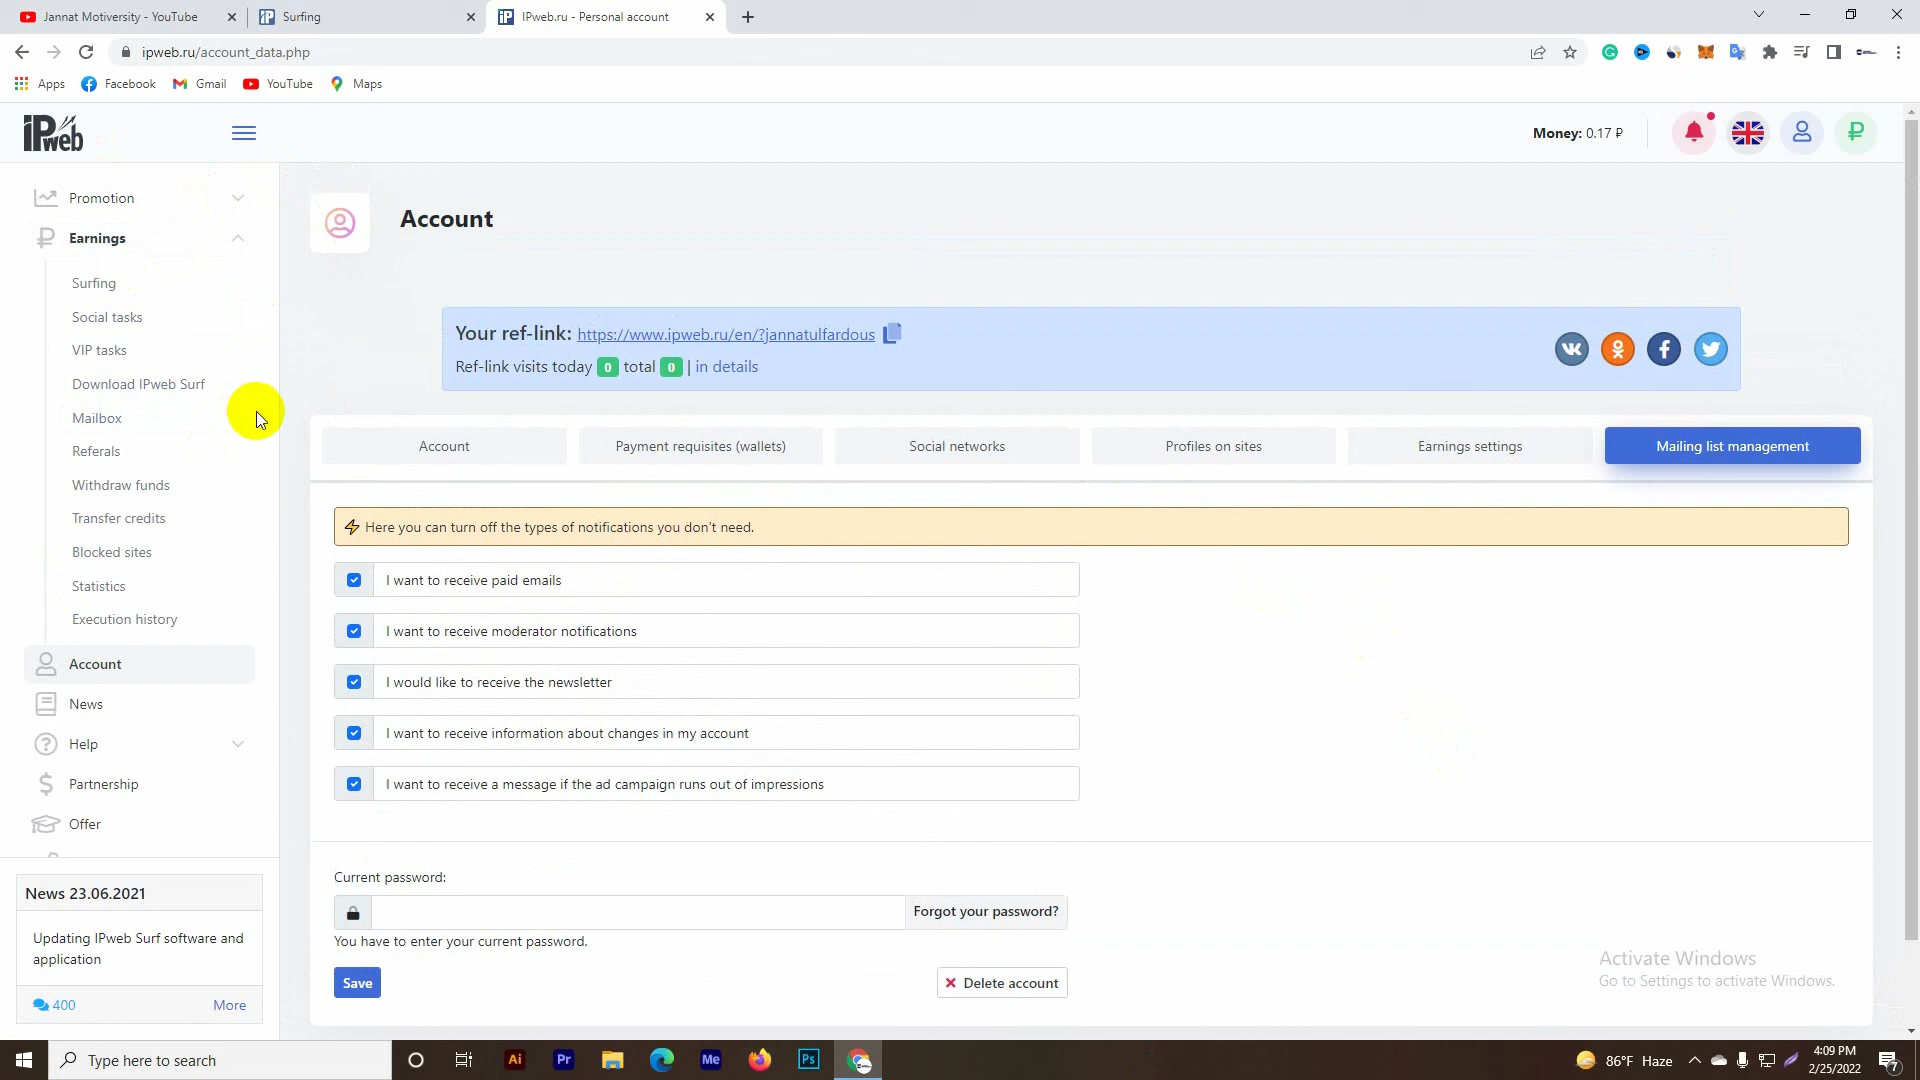 Jannat Motiversity - YouTube
Surfing
IPweb.ru - Personal account
ipweb.ru/account_data.php
Apps
Facebook
Gmail
YouTube
Maps
IPweb
Money: 0.17 ₽
Promotion
Earnings
Surfing
Social tasks
VIP tasks
Download IPweb Surf
Mailbox
Referals
Withdraw funds
Transfer credits
Blocked sites
Statistics
Execution history
Account
News
Help
Partnership
Offer
News 23.06.2021
Updating IPweb Surf software and
application
400
More
Account
Your ref-link: https://www.ipweb.ru/en/?jannatulfardous
Ref-link visits today 0 total 0 | in details
Account
Payment requisites (wallets)
Social networks
Profiles on sites
Earnings settings
Mailing list management
Here you can turn off the types of notifications you don't need.
I want to receive paid emails
I want to receive moderator notifications
I would like to receive the newsletter
I want to receive information about changes in my account
I want to receive a message if the ad campaign runs out of impressions
Current password:
Forgot your password?
You have to enter your current password.
Save
Delete account
Activate Windows
Go to Settings to activate Windows.
Type here to search
Ai
Pr
Me
Ps
86°F Haze
4:09 PM
2/25/2022
7